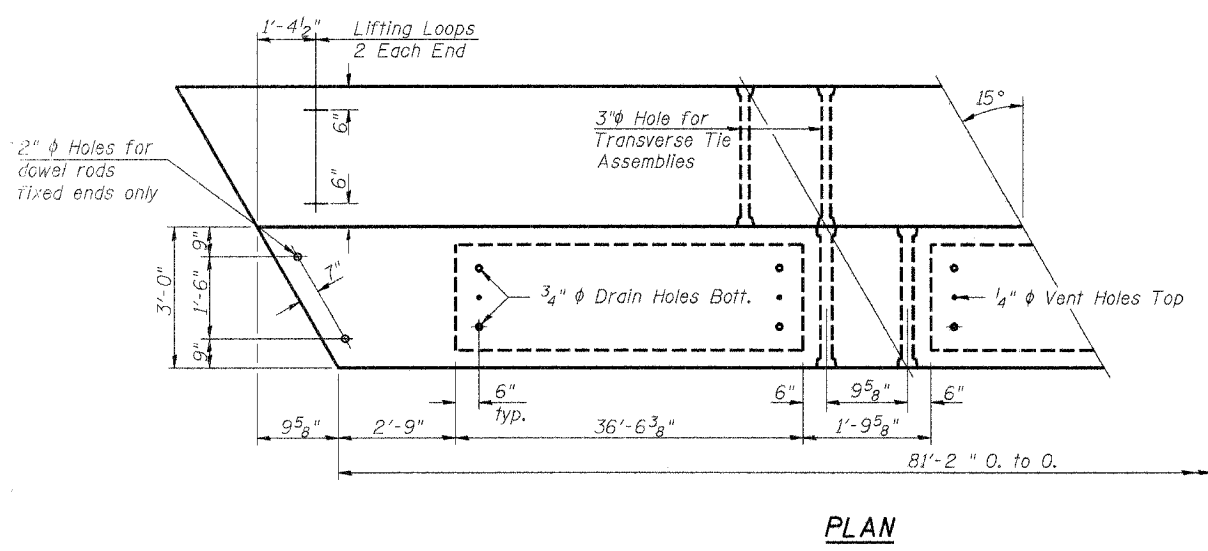 1'-4½"
Lifting Loops
2 Each End
15°
3"φ Hole for
Transverse Tie
Assemblies
6"
6"
2" φ Holes for
dowel rods
fixed ends only
9"
3'-0"
1'-6"
7"
9"
¾" φ Drain Holes Bott.
¼" φ Vent Holes Top
6"
typ.
6"
9⅝"
6"
9⅝"
2'-9"
36'-6⅜"
1'-9⅝"
81'-2 " O. to O.
PLAN